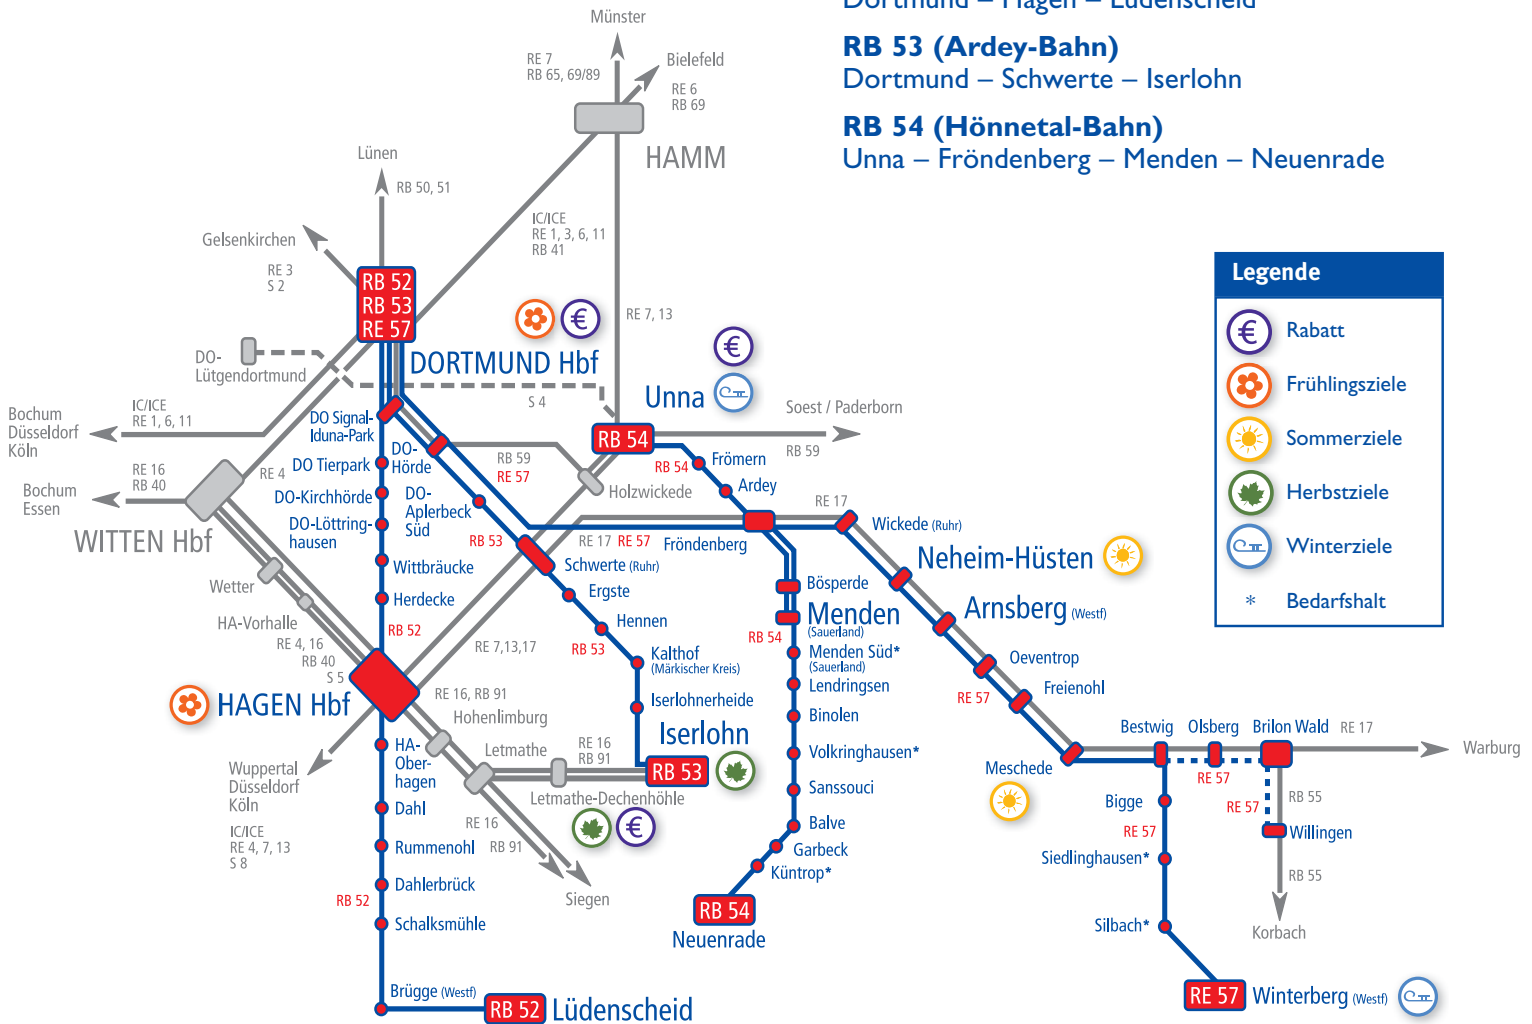 Dortmund – Hagen – Lüdenscheid
RB 53 (Ardey-Bahn)
Dortmund – Schwerte – Iserlohn
RB 54 (Hönnetal-Bahn)
Unna – Fröndenberg – Menden – Neuenrade
Münster
RE 7
RB 65, 69/89
Bielefeld
RE 6
RB 69
HAMM
Lünen
RB 50, 51
IC/ICE
RE 1, 3, 6, 11
RB 41
Gelsenkirchen
RE 3
S 2
RB 52
RB 53
RE 57
€
DORTMUND Hbf
RE 7, 13
€
Unna
DO-
Lütgendortmund
S 4
Bochum
Düsseldorf
Köln
IC/ICE
RE 1, 6, 11
DO Signal-
Iduna-Park
RB 54
Soest / Paderborn
RB 59
Legende
€ Rabatt
Frühlingsziele
Sommerziele
Herbstziele
Winterziele
* Bedarfshalt
Bochum
Essen
RE 16
RB 40
RE 4
DO Tierpark
DO-
Hörde
RB 59
RE 57
RB 54
Frömern
Ardey
Holzwickede
DO-Kirchhörde
DO-
Aplerbeck
Süd
DO-Löttring-
hausen
WITTEN Hbf
RB 53
RE 17
RE 57
Fröndenberg
RE 17
Wickede (Ruhr)
Wittbräucke
Schwerte (Ruhr)
Neheim-Hüsten
Wetter
Herdecke
Ergste
Bösperde
HA-Vorhalle
Hennen
Menden
(Sauerland)
Arnsberg (Westf)
RE 4, 16
RB 40
S 5
RB 52
RE 7,13,17
RB 53
RB 54
Menden Süd*
(Sauerland)
Kalthof
(Märkischer Kreis)
Oeventrop
Lendringsen
RE 57
Freienohl
HAGEN Hbf
RE 16, RB 91
Iserlohnerheide
Hohenlimburg
Binolen
Iserlohn
RB 53
HA-
Ober-
hagen
Letmathe
RE 16
RB 91
Volkringhausen*
Bestwig
Olsberg
Brilon Wald
RE 17
Warburg
Wuppertal
Düsseldorf
Köln
IC/ICE
RE 4, 7, 13
S 8
Meschede
RE 57
Letmathe-Dechenhöhle
€
Sanssouci
Dahl
RE 16
RB 91
Balve
Bigge
RE 57
RE 57
RB 55
Willingen
Rummenohl
Garbeck
Siedlinghausen*
Küntrop*
RB 55
Dahlerbrück
RB 52
Siegen
RB 54
Neuenrade
Schalksmühle
Silbach*
Korbach
Brügge (Westf)
RB 52
Lüdenscheid
RE 57
Winterberg (Westf)